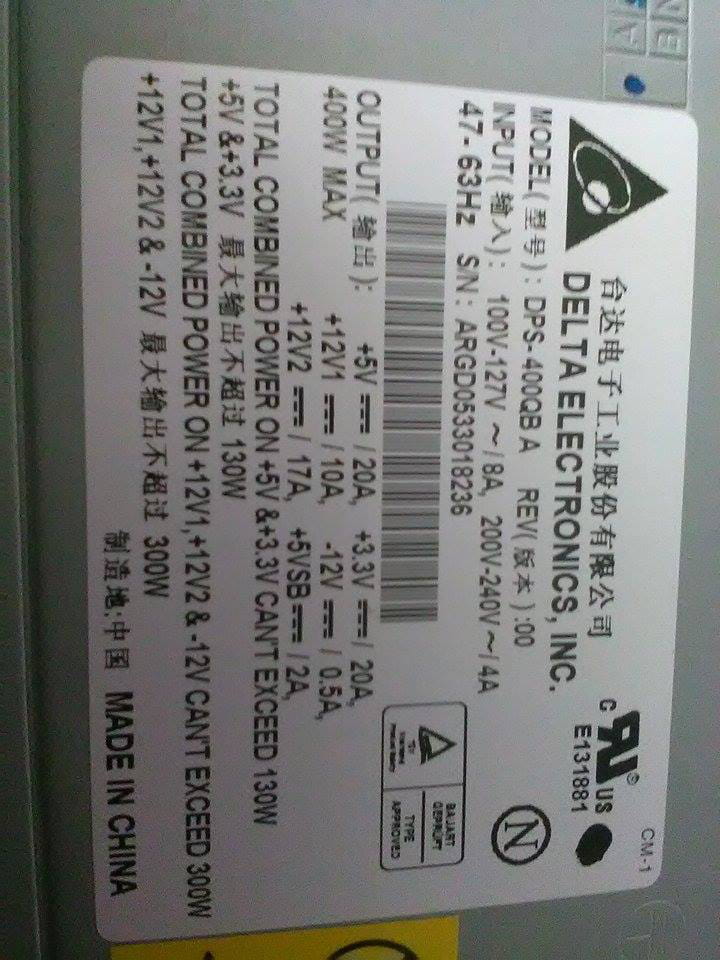 台达电子工业股份有限公司
DELTA ELECTRONICS, INC.
MODEL(型号): DPS-400QB A REV(版本):00
INPUT(输入): 100V-127V ~/ 8A, 200V-240V ~/ 4A
47-63Hz S/N: ARGD0533018236
OUTPUT(输出): +5V ⎓ / 20A, +3.3V ⎓ / 20A,
400W MAX +12V1 ⎓ / 10A, -12V ⎓ / 0.5A,
+12V2 ⎓ / 17A, +5VSB ⎓ / 2A,
TOTAL COMBINED POWER ON +5V &+3.3V CANT EXCEED 130W
+5V &+3.3V 最大输出不超过 130W
TOTAL COMBINED POWER ON +12V1,+12V2 & -12V CANT EXCEED 300W
+12V1,+12V2 & -12V 最大输出不超过 300W
制造地:中国 MADE IN CHINA
CM-1
C RU ® US
E131881
N
BAUART
GEPRÜFT
TYPE
APPROVED